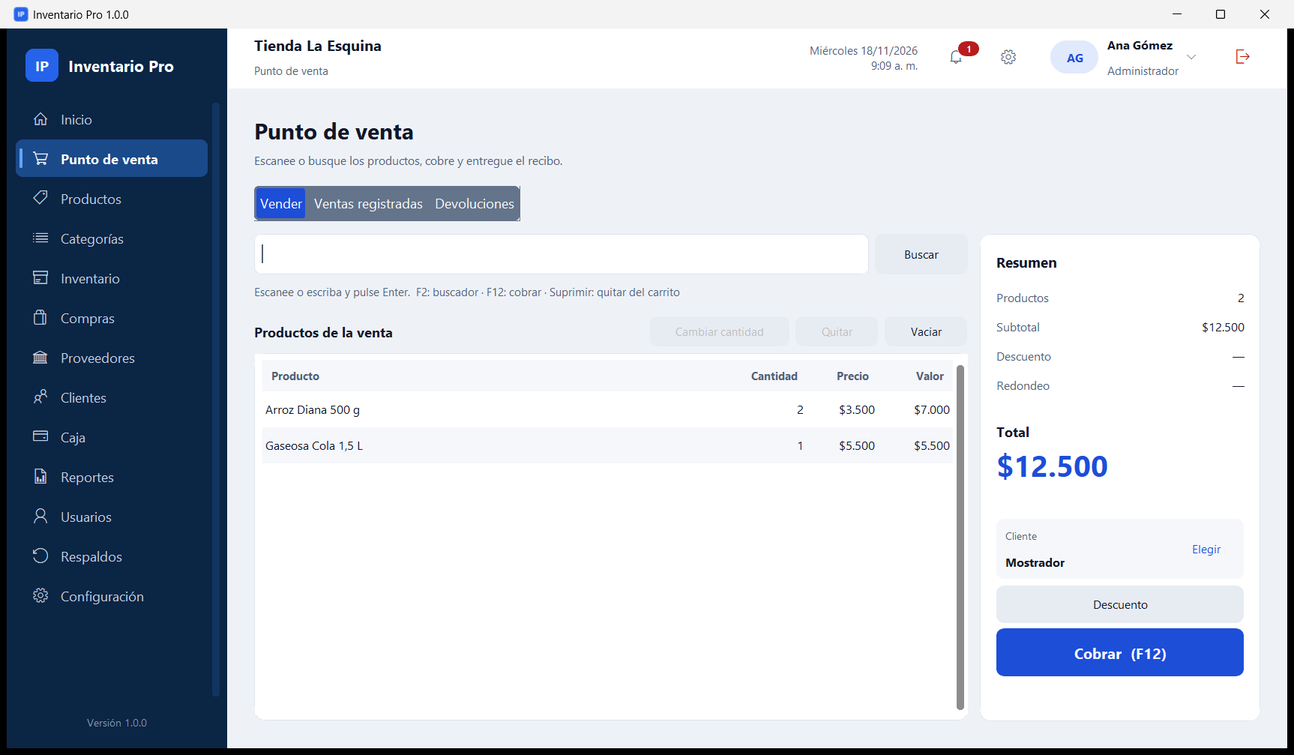 Inventario Pro 1.0.0
IP Inventario Pro
Inicio
Punto de venta
Productos
Categorías
Inventario
Compras
Proveedores
Clientes
Caja
Reportes
Usuarios
Respaldos
Configuración
Versión 1.0.0
Tienda La Esquina
Punto de venta
Miércoles 18/11/2026
9:09 a. m.
1
AG
Ana Gómez
Administrador
Punto de venta
Escanee o busque los productos, cobre y entregue el recibo.
Vender Ventas registradas Devoluciones
Buscar
Escanee o escriba y pulse Enter. F2: buscador · F12: cobrar · Suprimir: quitar del carrito
Productos de la venta Cambiar cantidad Quitar Vaciar
Producto Cantidad Precio Valor
Arroz Diana 500 g 2 $3.500 $7.000
Gaseosa Cola 1,5 L 1 $5.500 $5.500
Resumen
Productos 2
Subtotal $12.500
Descuento —
Redondeo —
Total
$12.500
Cliente
Mostrador
Elegir
Descuento
Cobrar (F12)